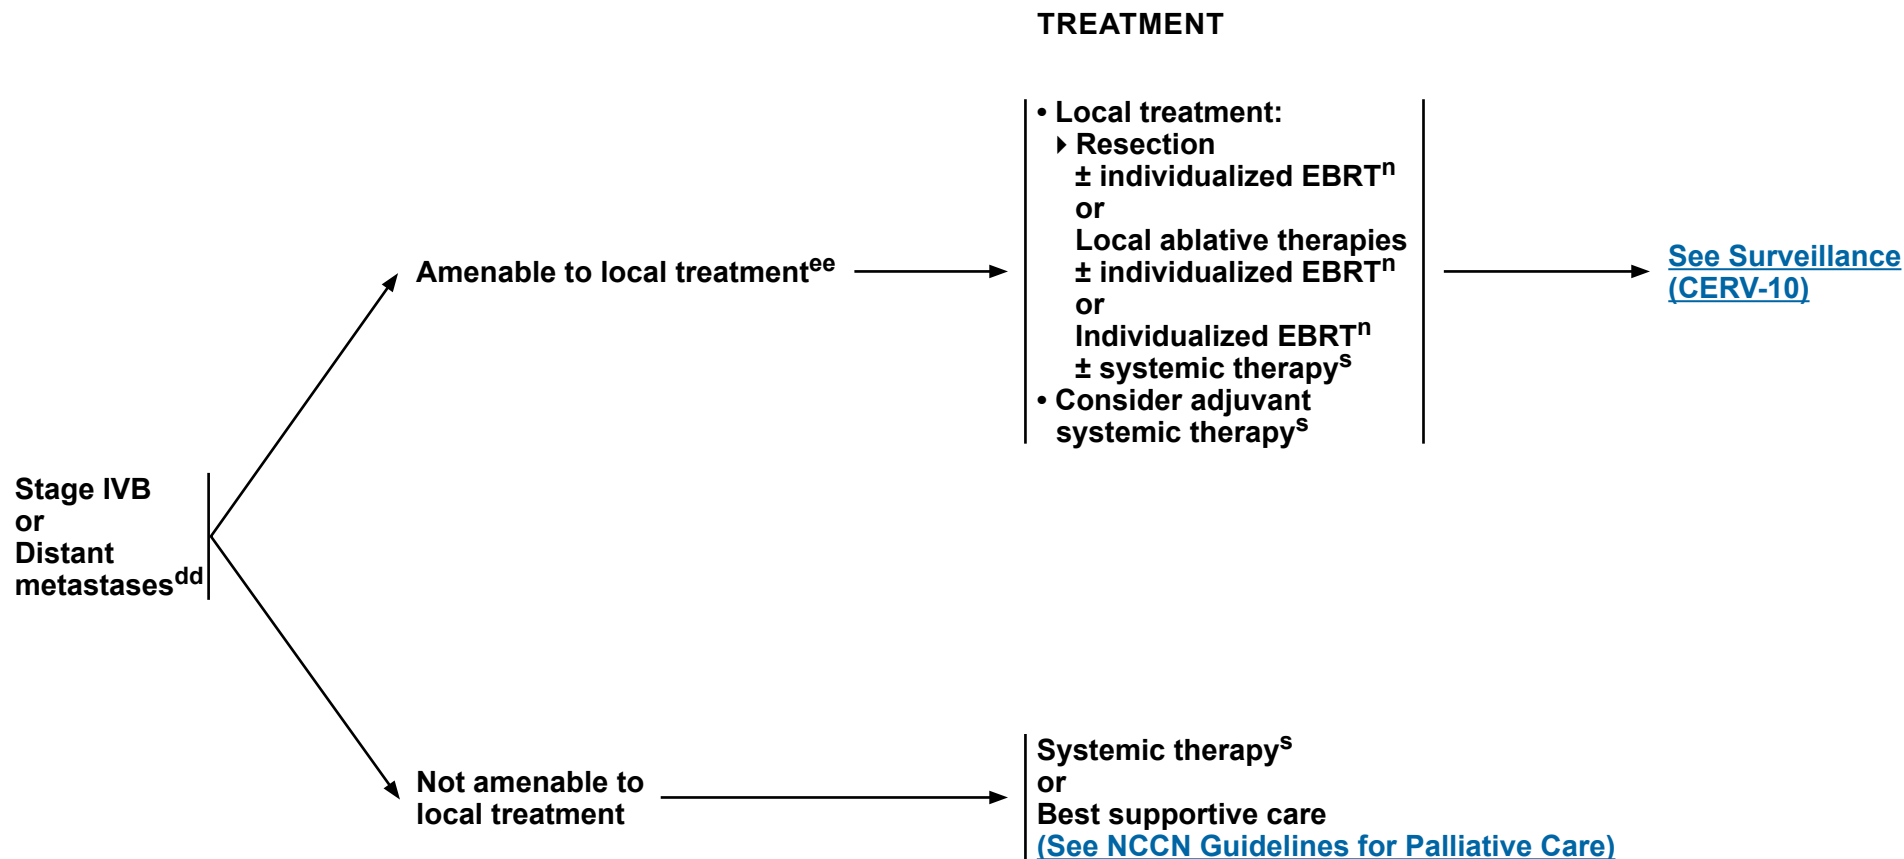 TREATMENT
• Local treatment:
▸ Resection
± individualized EBRTⁿ
or
Local ablative therapies
± individualized EBRTⁿ
or
Individualized EBRTⁿ
± systemic therapyˢ
• Consider adjuvant
systemic therapyˢ
Amenable to local treatmentᵉᵉ
See Surveillance
(CERV-10)
Stage IVB
or
Distant
metastasesᵈᵈ
Not amenable to
local treatment
Systemic therapyˢ
or
Best supportive care
(See NCCN Guidelines for Palliative Care)